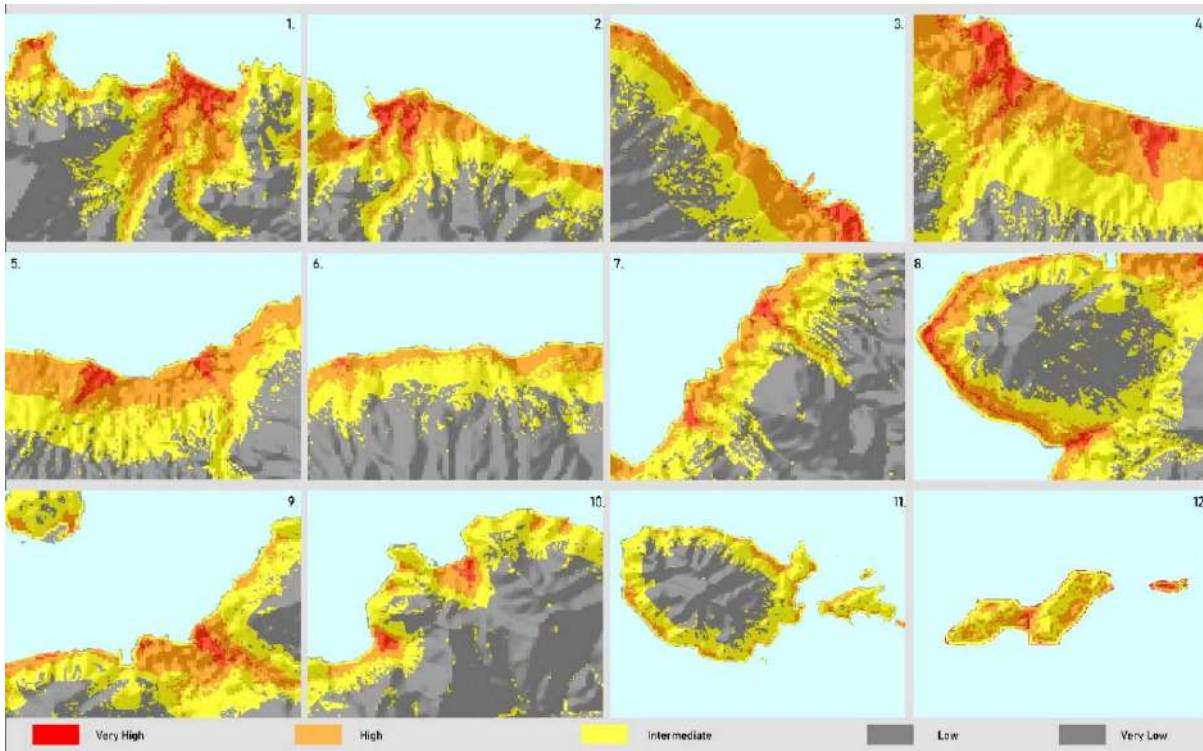 1.
2.
3.
4.
5.
6.
7.
8.
9
10.
11.
12.
Very High
High
Intermediate
Low
Very Low